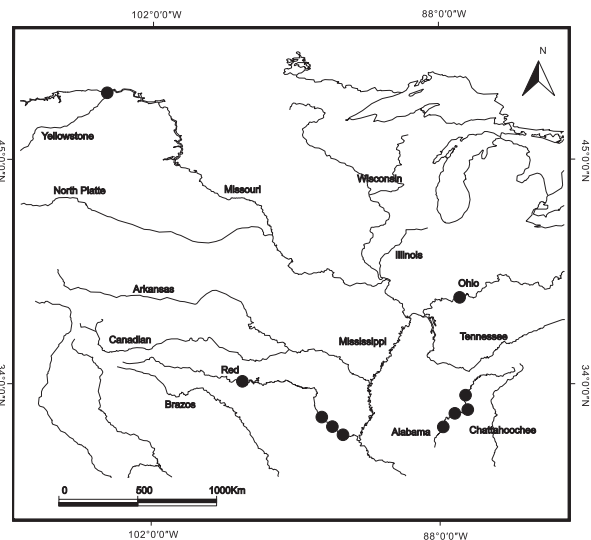 102°0'0"W 88°0'0"W
N
45°0'0"N 45°0'0"N
Yellowstone
Wisconsin
North Platte Missouri
Illinois
Ohio
Arkansas
Canadian Mississippi Tennessee
Red
34°0'0"N 34°0'0"N
Brazos
Alabama Chattahoochee
0 500 1000Km
102°0'0"W 88°0'0"W